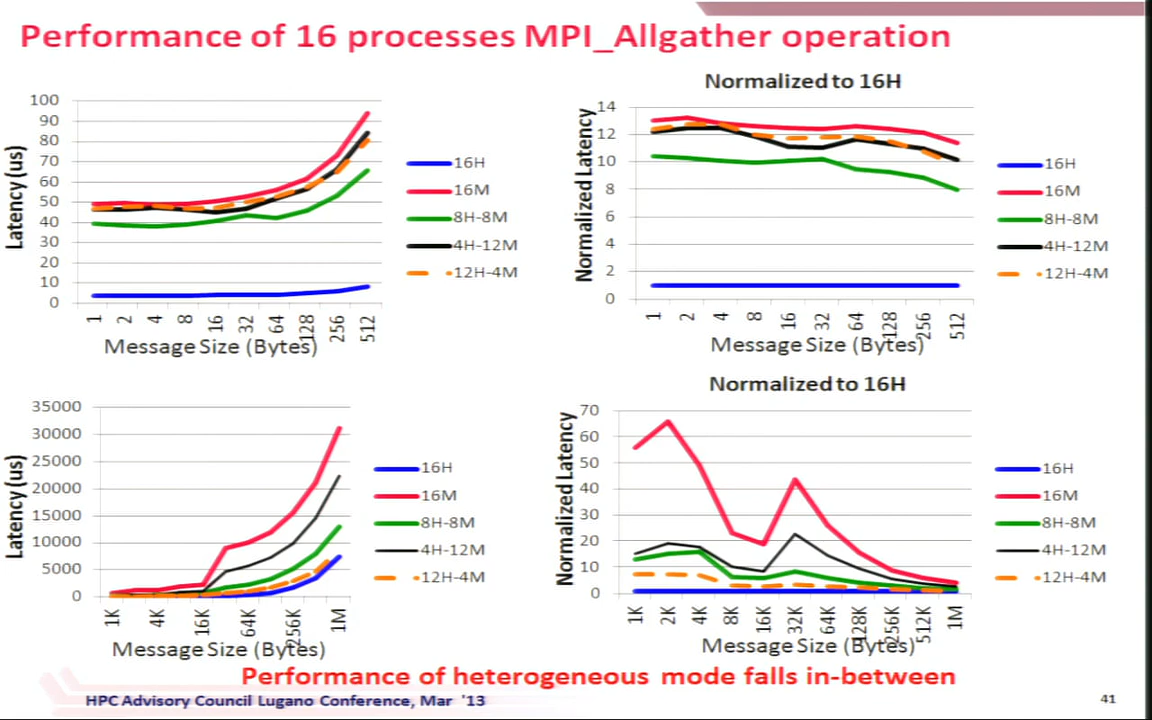 Performance of 16 processes MPI_Allgather operation
100
90
80
70
60
50
40
30
20
10
0
Latency (us)
1
2
4
8
16
32
64
128
256
512
Message Size (Bytes)
16H
16M
8H-8M
4H-12M
12H-4M
Normalized to 16H
14
12
10
8
6
4
2
0
Normalized Latency
1
2
4
8
16
32
64
128
256
512
Message Size (Bytes)
16H
16M
8H-8M
4H-12M
12H-4M
35000
30000
25000
20000
15000
10000
5000
0
Latency (us)
1K
4K
16K
64K
256K
1M
Message Size (Bytes)
16H
16M
8H-8M
4H-12M
12H-4M
Normalized to 16H
70
60
50
40
30
20
10
0
Normalized Latency
1K
2K
4K
8K
16K
32K
64K
128K
256K
512K
1M
Message Size (Bytes)
16H
16M
8H-8M
4H-12M
12H-4M
Performance of heterogeneous mode falls in-between
HPC Advisory Council Lugano Conference, Mar '13
41